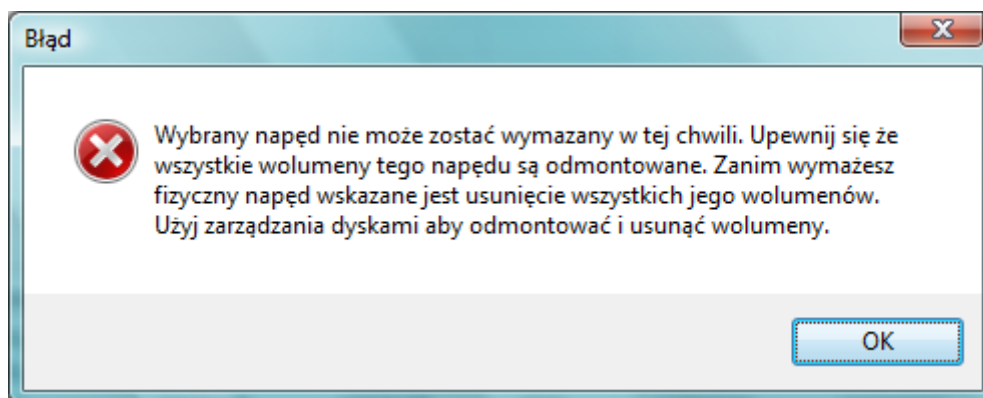 Błąd
Wybrany napęd nie może zostać wymazany w tej chwili. Upewnij się że
wszystkie wolumeny tego napędu są odmontowane. Zanim wymażesz
fizyczny napęd wskazane jest usunięcie wszystkich jego wolumenów.
Użyj zarządzania dyskami aby odmontować i usunąć wolumeny.
OK